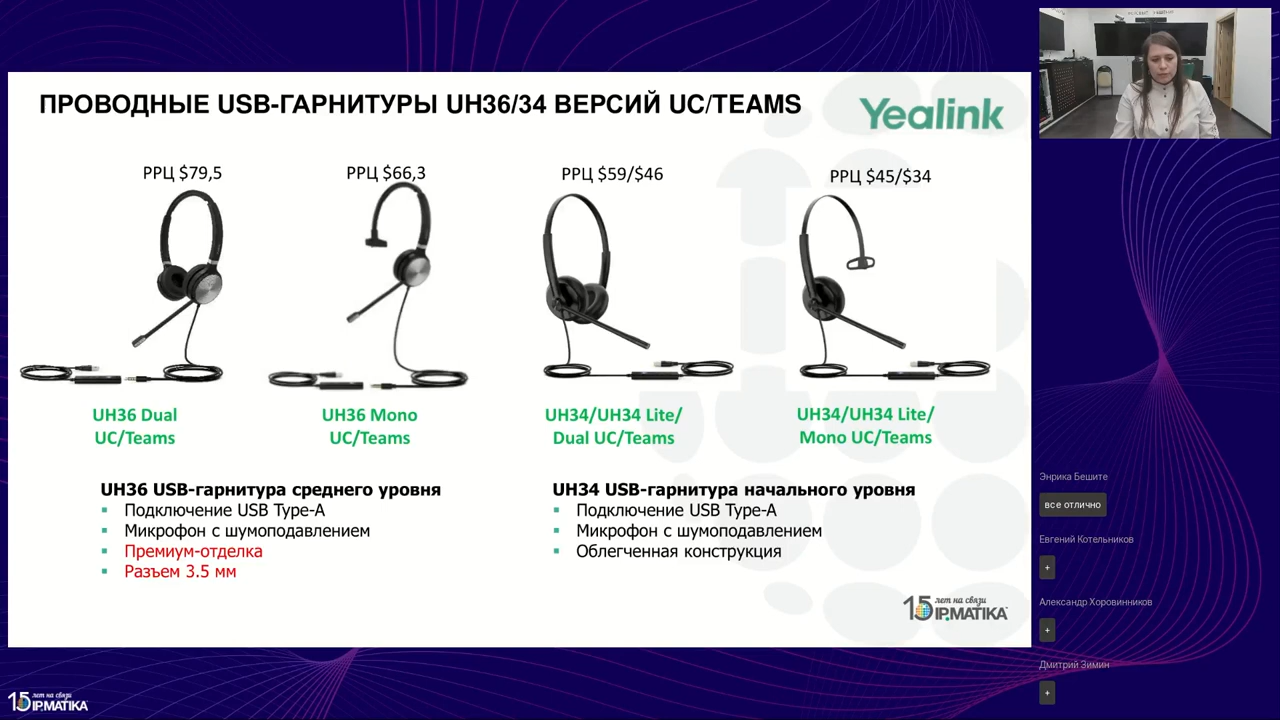 ПРОВОДНЫЕ USB-ГАРНИТУРЫ UH36/34 ВЕРСИЙ UC/TEAMS
Yealink
РРЦ $79,5
РРЦ $66,3
РРЦ $59/$46
РРЦ $45/$34
UH36 Dual
UC/Teams
UH36 Mono
UC/Teams
UH34/UH34 Lite/
Dual UC/Teams
UH34/UH34 Lite/
Mono UC/Teams
UH36 USB-гарнитура среднего уровня
Подключение USB Type-A
Микрофон с шумоподавлением
Премиум-отделка
Разъем 3.5 мм
UH34 USB-гарнитура начального уровня
Подключение USB Type-A
Микрофон с шумоподавлением
Облегченная конструкция
15 лет на связи
IP.MATIKA
Энрика Бешите
все отлично
Евгений Котельников
+
Александр Хоровинников
+
Дмитрий Зимин
+
15 лет на связи
IP.MATIKA